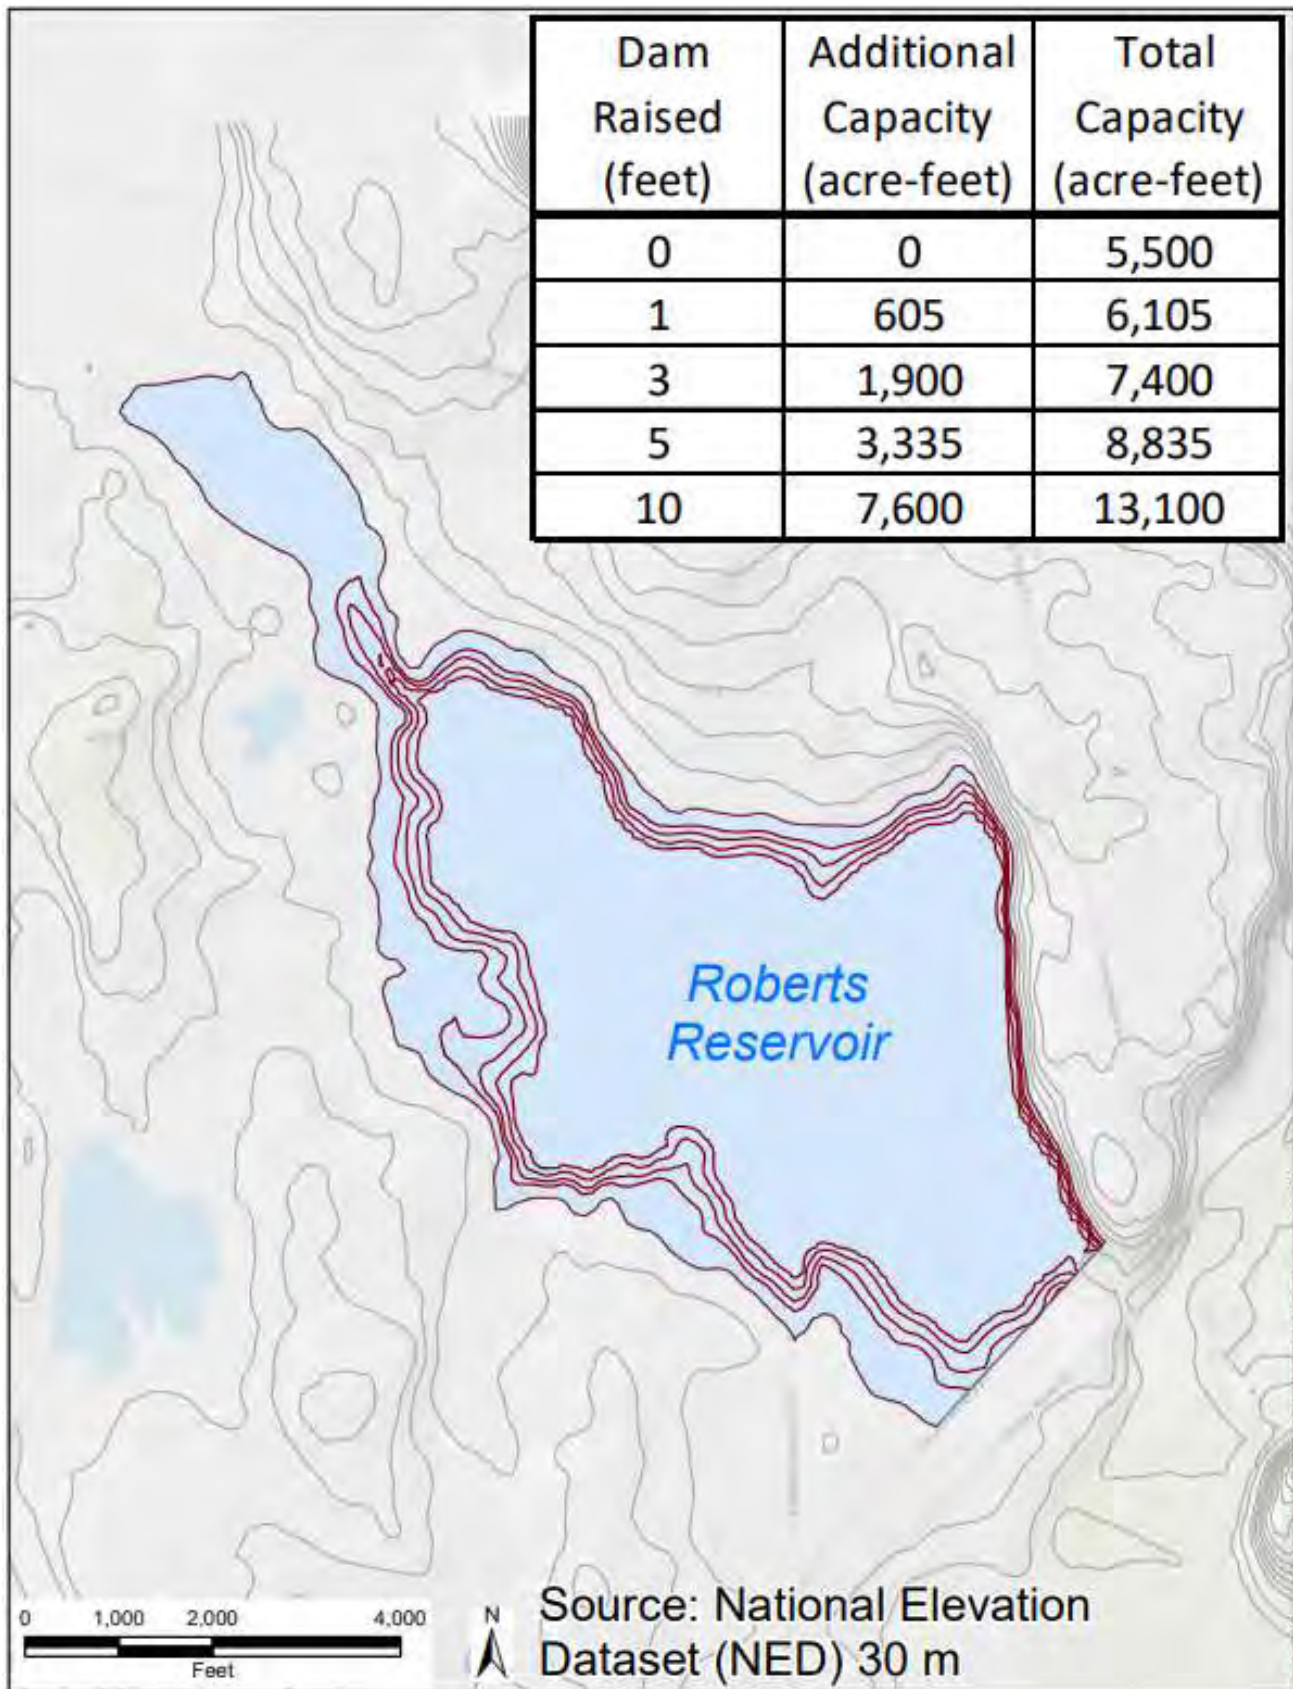 Dam Raised (feet) Additional Capacity (acre-feet) Total Capacity (acre-feet)
0 0 5,500
1 605 6,105
3 1,900 7,400
5 3,335 8,835
10 7,600 13,100
Roberts
Reservoir
0 1,000 2,000 4,000
Feet
N
Source: National Elevation
Dataset (NED) 30 m